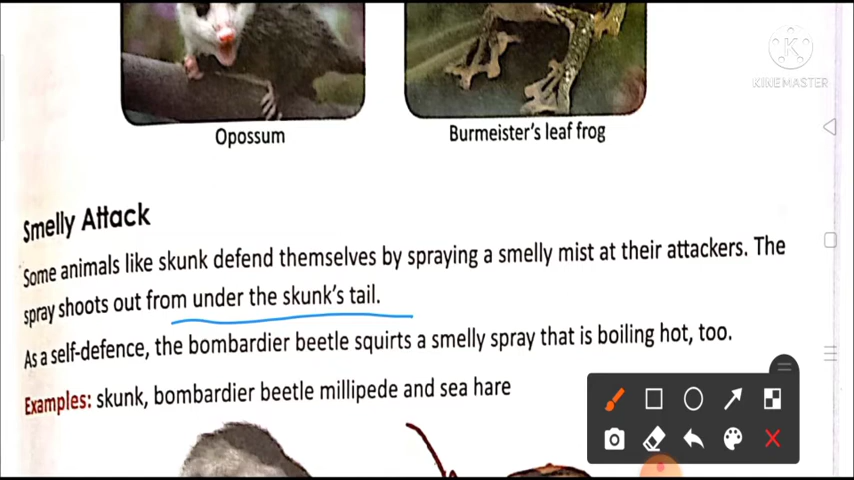 KINEMASTER
Opossum
Burmeister's leaf frog
Smelly Attack
Some animals like skunk defend themselves by spraying a smelly mist at their attackers. The
spray shoots out from under the skunk's tail.
As a self-defence, the bombardier beetle squirts a smelly spray that is boiling hot, too.
Examples: skunk, bombardier beetle millipede and sea hare